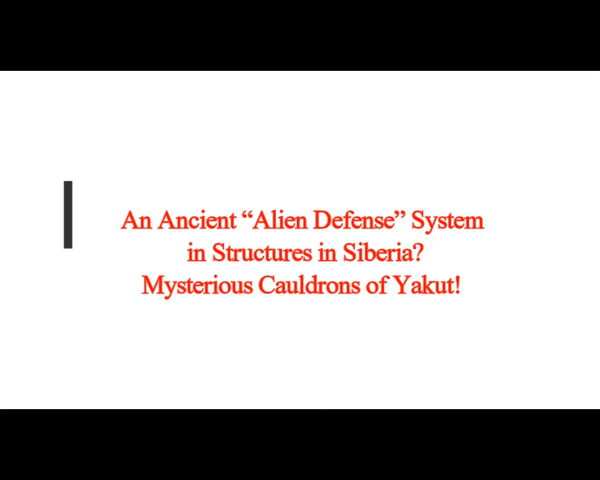 An Ancient “Alien Defense” System
in Structures in Siberia?
Mysterious Cauldrons of Yakut!